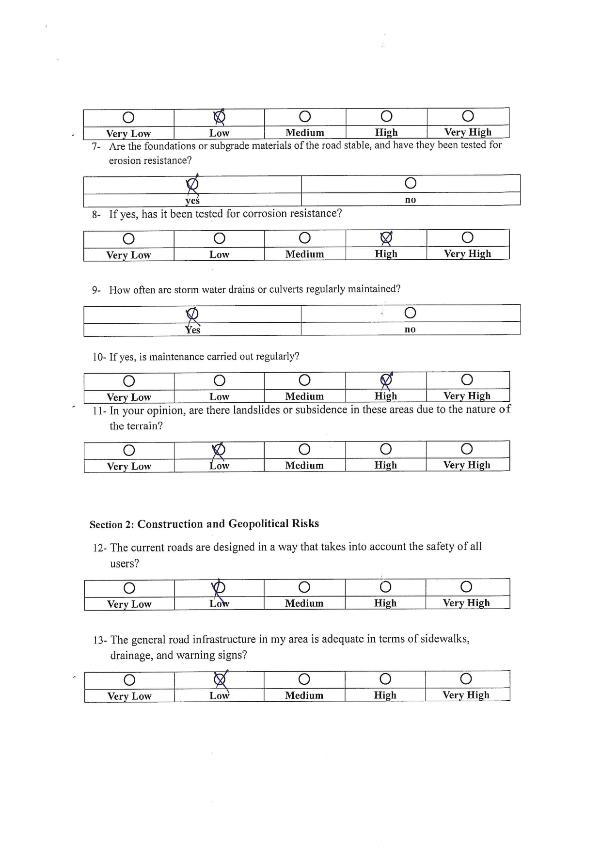 Very Low Low Medium High Very High
7- Are the foundations or subgrade materials of the road stable, and have they been tested for
erosion resistance?
yes no
8- If yes, has it been tested for corrosion resistance?
Very Low Low Medium High Very High
9- How often are storm water drains or culverts regularly maintained?
Yes no
10- If yes, is maintenance carried out regularly?
Very Low Low Medium High Very High
11- In your opinion, are there landslides or subsidence in these areas due to the nature of
the terrain?
Very Low Low Medium High Very High
Section 2: Construction and Geopolitical Risks
12- The current roads are designed in a way that takes into account the safety of all
users?
Very Low Low Medium High Very High
13- The general road infrastructure in my area is adequate in terms of sidewalks,
drainage, and warning signs?
Very Low Low Medium High Very High